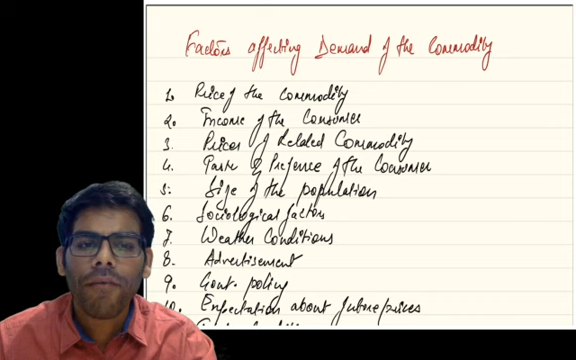 Factors affecting Demand of the Commodity
1. Price of the Commodity
2. Income of the Consumer
3. Prices of Related Commodity
4. Taste & Preference of the Consumer
5. Size of the population
6. Sociological factors
7. Weather Conditions
8. Advertisement
9. Govt. policy
10. Expectation about future prices